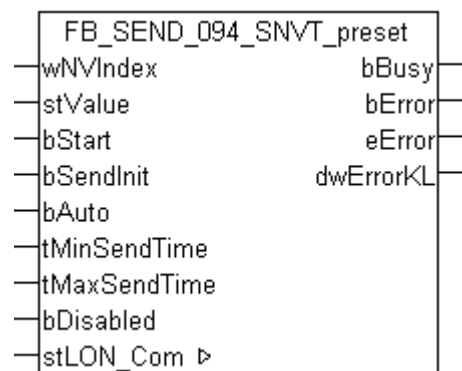 FB_SEND_094_SNVT_preset
wNVIndex bBusy
stValue bError
bStart eError
bSendInit dwErrorKL
bAuto
tMinSendTime
tMaxSendTime
bDisabled
stLON_Com ▷